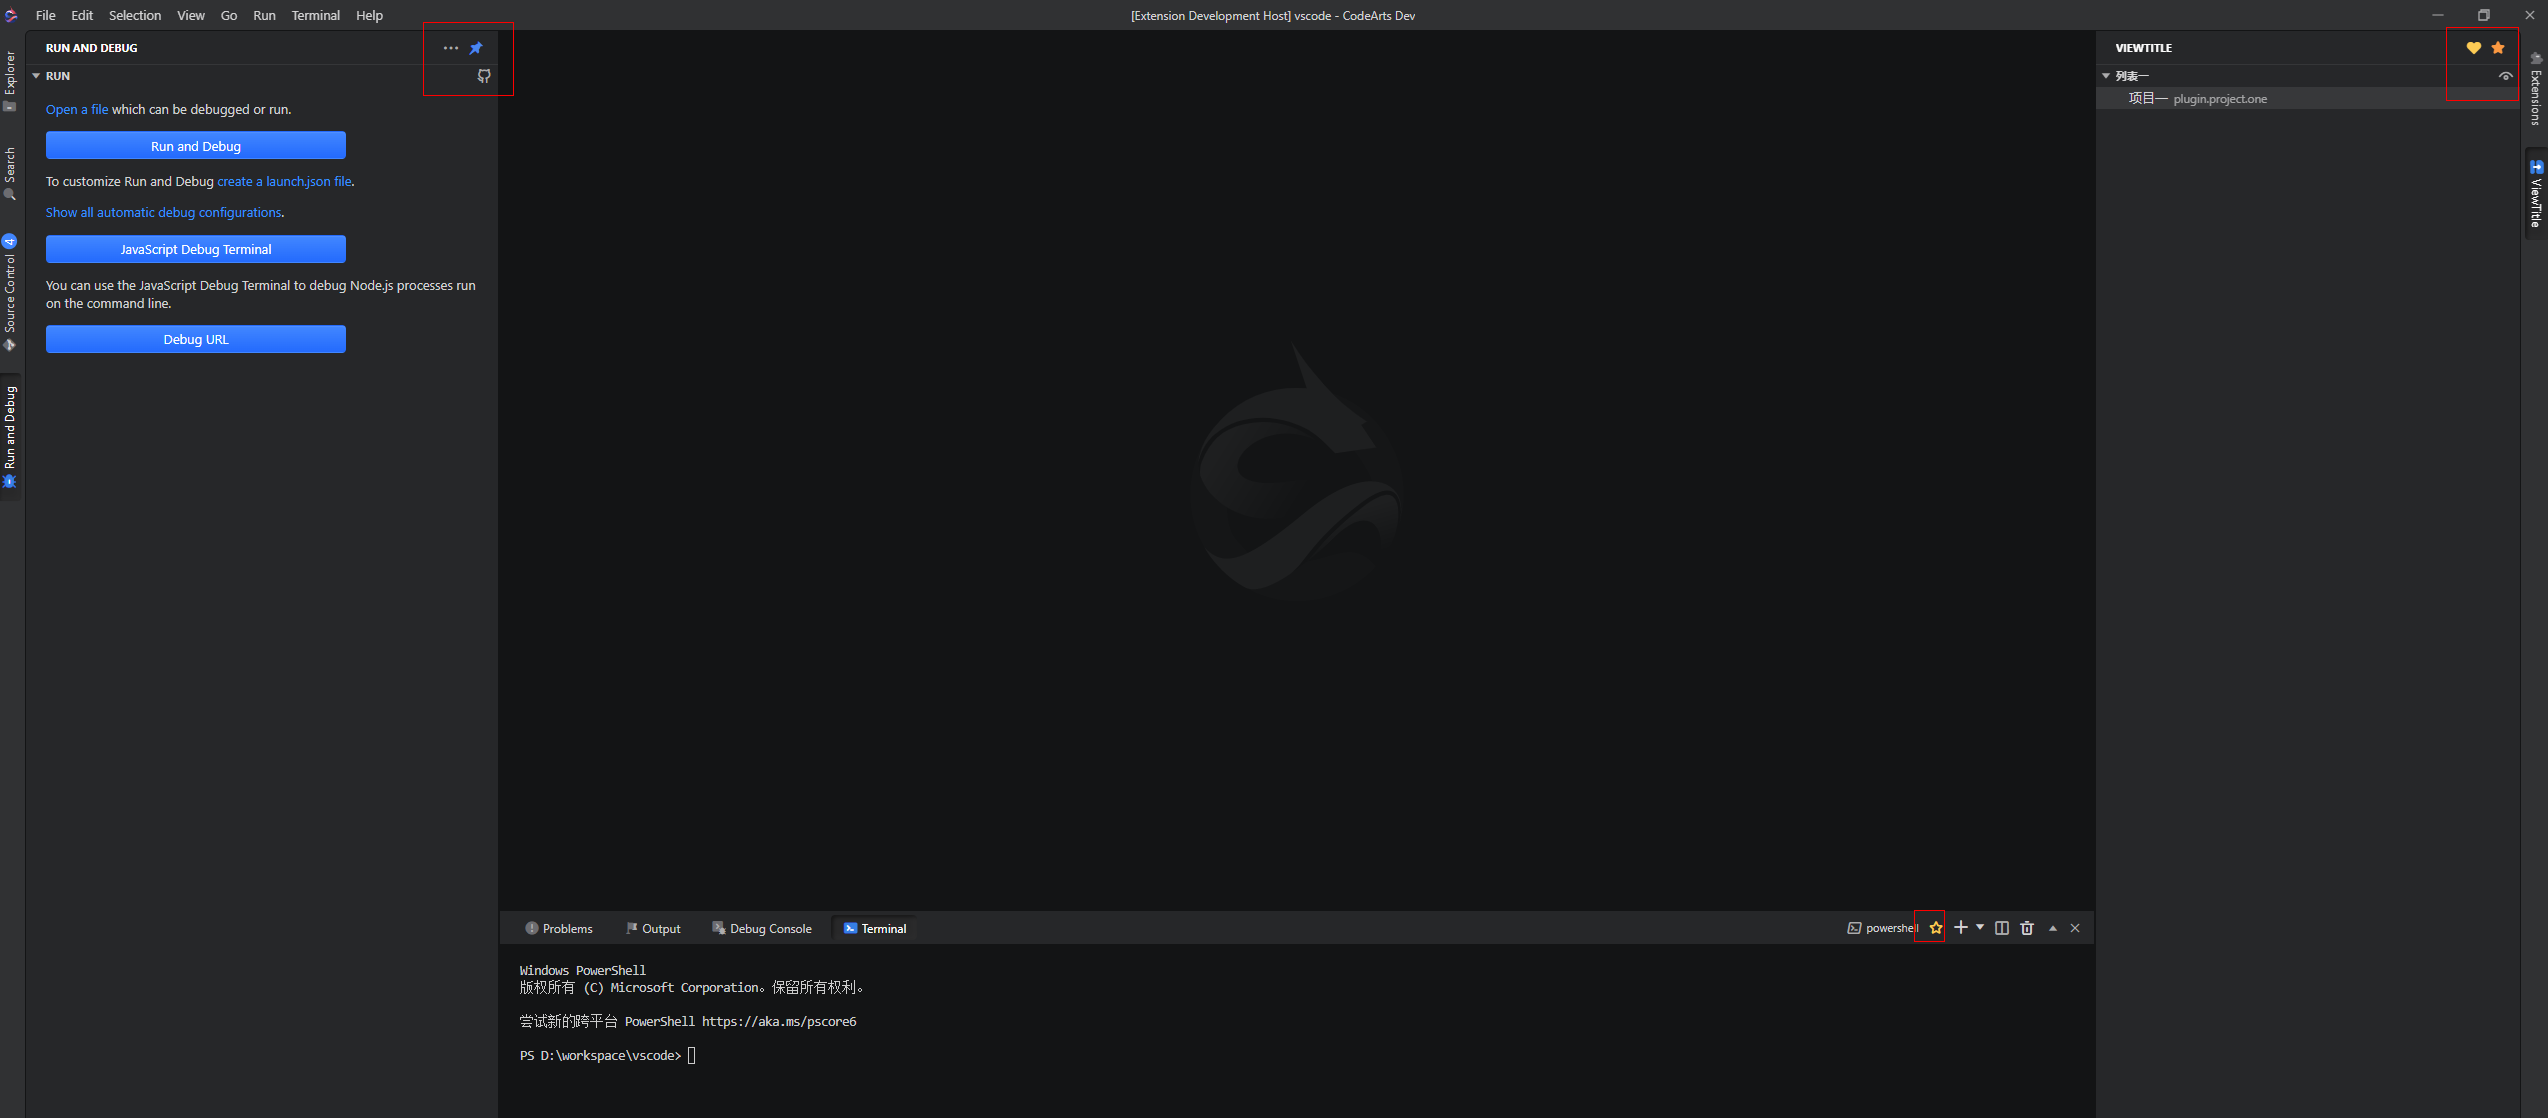 File Edit Selection View Go Run Terminal Help
[Extension Development Host] vscode - CodeArts Dev
Explorer
Search
Source Control 4
Run and Debug
RUN AND DEBUG
RUN
Open a file which can be debugged or run.
Run and Debug
To customize Run and Debug create a launch.json file.
Show all automatic debug configurations.
JavaScript Debug Terminal
You can use the JavaScript Debug Terminal to debug Node.js processes run
on the command line.
Debug URL
Problems Output Debug Console Terminal
powershell
Windows PowerShell
版权所有 (C) Microsoft Corporation。保留所有权利。
尝试新的跨平台 PowerShell https://aka.ms/pscore6
PS D:\workspace\vscode>
VIEWTITLE
列表一
项目一 plugin.project.one
Extensions
ViewTitle